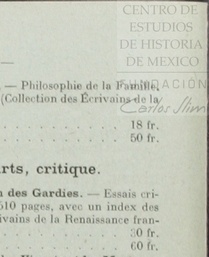 CENTRO DE
ESTUDIOS
DE HISTORIA
DE MEXICO
FUNDACIÓN
Carlos Slim
— Philosophie de la Famille,
(Collection des Écrivains de la
18 fr.
50 fr.
rts, critique.
n des Gardies. — Essais cri-
510 pages, avec un index des
ivains de la Renaissance fran-
30 fr.
60 fr.